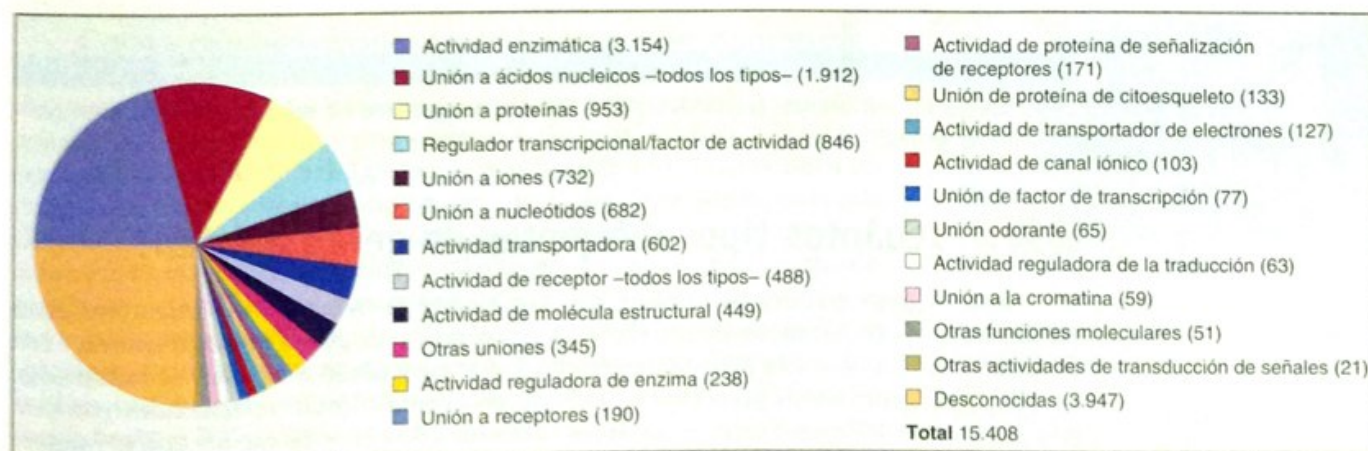 Actividad enzimática (3.154)
Unión a ácidos nucleicos –todos los tipos– (1.912)
Unión a proteínas (953)
Regulador transcripcional/factor de actividad (846)
Unión a iones (732)
Unión a nucleótidos (682)
Actividad transportadora (602)
Actividad de receptor –todos los tipos– (488)
Actividad de molécula estructural (449)
Otras uniones (345)
Actividad reguladora de enzima (238)
Unión a receptores (190)
Actividad de proteína de señalización
de receptores (171)
Unión de proteína de citoesqueleto (133)
Actividad de transportador de electrones (127)
Actividad de canal iónico (103)
Unión de factor de transcripción (77)
Unión odorante (65)
Actividad reguladora de la traducción (63)
Unión a la cromatina (59)
Otras funciones moleculares (51)
Otras actividades de transducción de señales (21)
Desconocidas (3.947)
Total 15.408